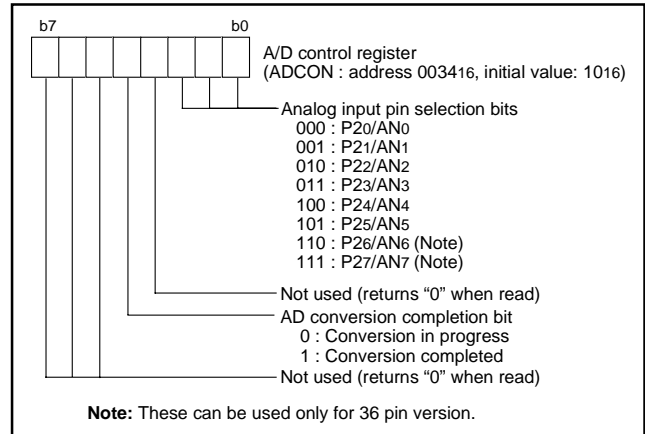 b7 b0
A/D control register
(ADCON : address 003416, initial value: 1016)
Analog input pin selection bits
000 : P20/AN0
001 : P21/AN1
010 : P22/AN2
011 : P23/AN3
100 : P24/AN4
101 : P25/AN5
110 : P26/AN6 (Note)
111 : P27/AN7 (Note)
Not used (returns “0” when read)
AD conversion completion bit
0 : Conversion in progress
1 : Conversion completed
Not used (returns “0” when read)
Note: These can be used only for 36 pin version.